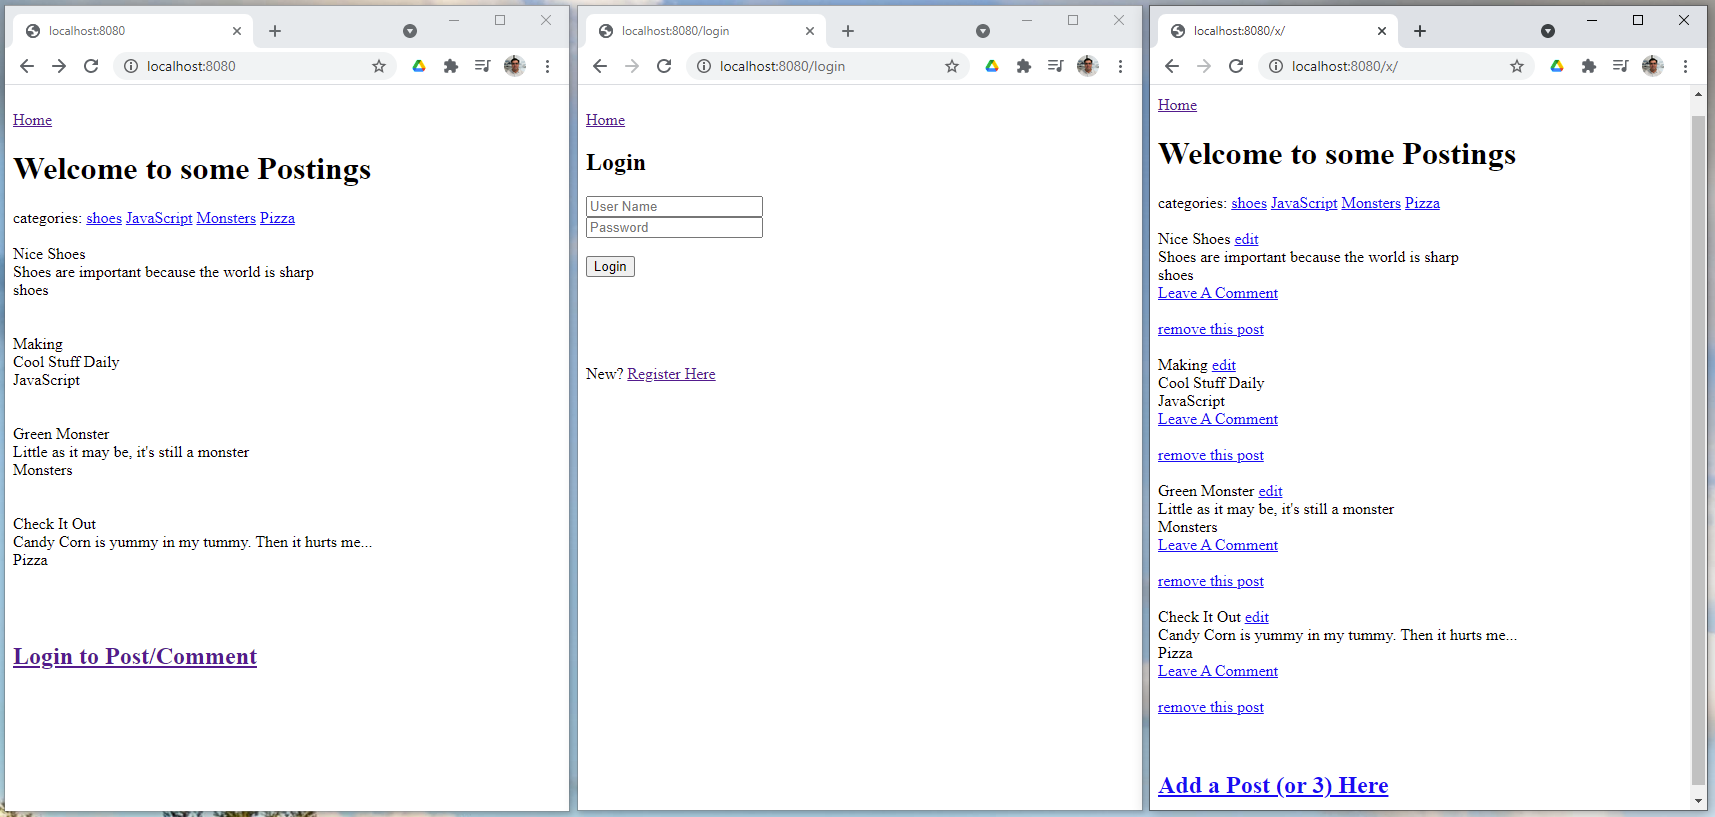 localhost:8080
localhost:8080
Home
Welcome to some Postings
categories: shoes JavaScript Monsters Pizza
Nice Shoes
Shoes are important because the world is sharp
shoes
Making
Cool Stuff Daily
JavaScript
Green Monster
Little as it may be, it's still a monster
Monsters
Check It Out
Candy Corn is yummy in my tummy. Then it hurts me...
Pizza
Login to Post/Comment
localhost:8080/login
localhost:8080/login
Home
Login
User Name
Password
Login
New? Register Here
localhost:8080/x/
localhost:8080/x/
Home
Welcome to some Postings
categories: shoes JavaScript Monsters Pizza
Nice Shoes edit
Shoes are important because the world is sharp
shoes
Leave A Comment
remove this post
Making edit
Cool Stuff Daily
JavaScript
Leave A Comment
remove this post
Green Monster edit
Little as it may be, it's still a monster
Monsters
Leave A Comment
remove this post
Check It Out edit
Candy Corn is yummy in my tummy. Then it hurts me...
Pizza
Leave A Comment
remove this post
Add a Post (or 3) Here